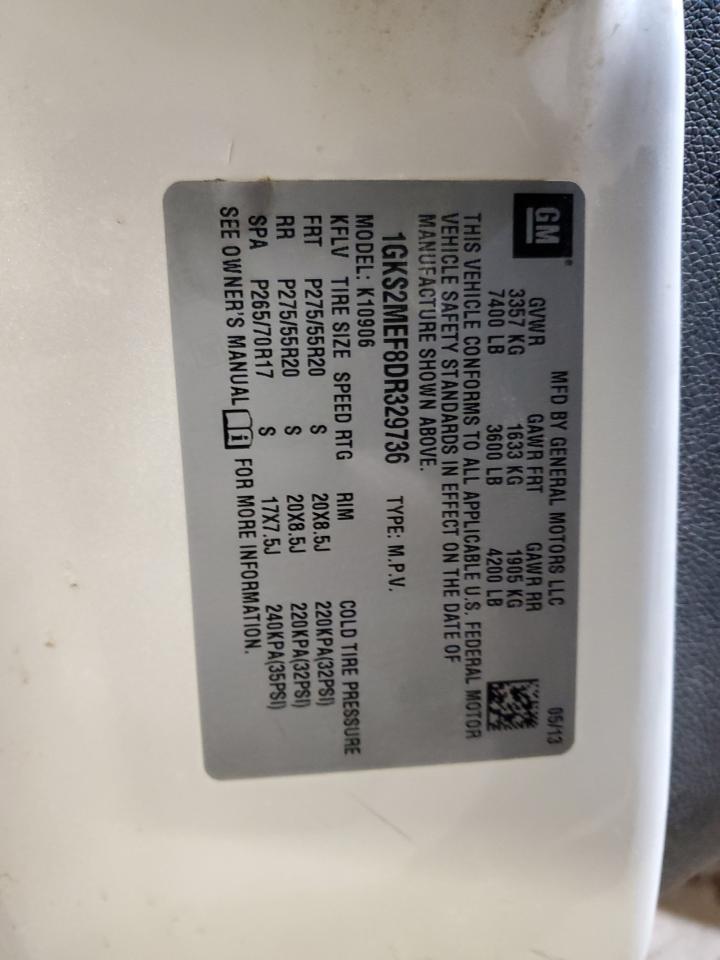 GM®
MFD BY GENERAL MOTORS LLC 05/13
GVWR GAWR FRT GAWR RR
3357 KG 1633 KG 1905 KG
7400 LB 3600 LB 4200 LB
THIS VEHICLE CONFORMS TO ALL APPLICABLE U.S. FEDERAL MOTOR
VEHICLE SAFETY STANDARDS IN EFFECT ON THE DATE OF
MANUFACTURE SHOWN ABOVE.
1GKS2MEF8DR329736 TYPE: M.P.V.
MODEL: K10906
KFLV TIRE SIZE SPEED RTG RIM COLD TIRE PRESSURE
FRT P275/55R20 S 20X8.5J 220KPA(32PSI)
RR P275/55R20 S 20X8.5J 220KPA(32PSI)
SPA P265/70R17 S 17X7.5J 240KPA(35PSI)
SEE OWNER'S MANUAL i FOR MORE INFORMATION.